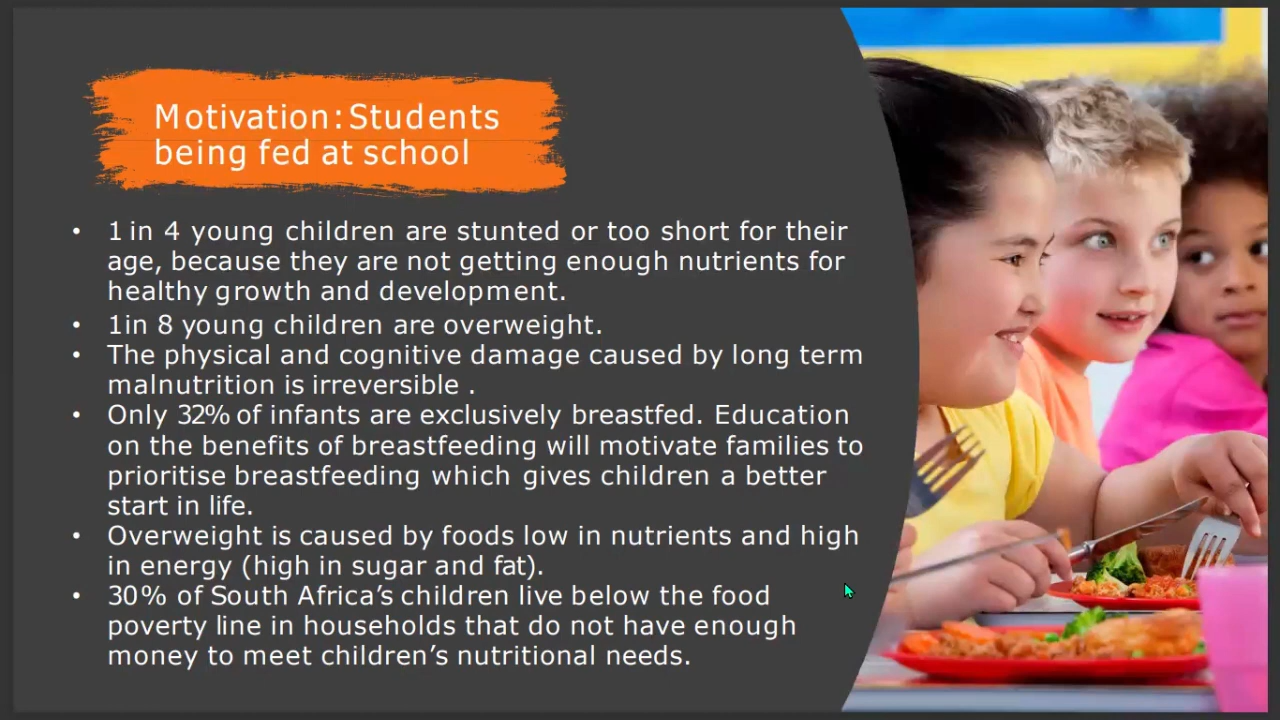 Motivation: Students
being fed at school
• 1 in 4 young children are stunted or too short for their
age, because they are not getting enough nutrients for
healthy growth and development.
• 1in 8 young children are overweight.
• The physical and cognitive damage caused by long term
malnutrition is irreversible .
• Only 32% of infants are exclusively breastfed. Education
on the benefits of breastfeeding will motivate families to
prioritise breastfeeding which gives children a better
start in life.
• Overweight is caused by foods low in nutrients and high
in energy (high in sugar and fat).
• 30% of South Africa’s children live below the food
poverty line in households that do not have enough
money to meet children’s nutritional needs.